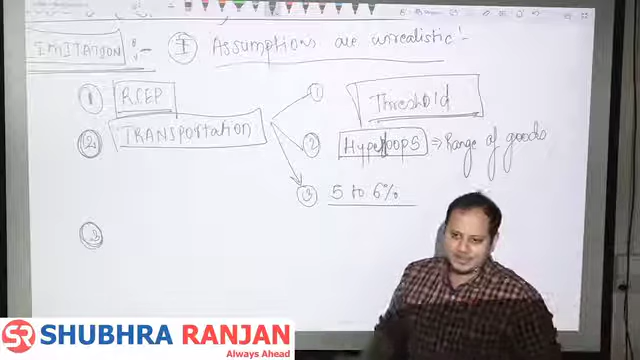 LIMITATION :-
I Assumptions are unrealistic :-
1 RCEP
2 TRANSPORTATION
1 Threshold
2 Hyperloops ⇒ Range of goods
3 5 to 6%
3
SR SHUBHRA RANJAN
Always Ahead